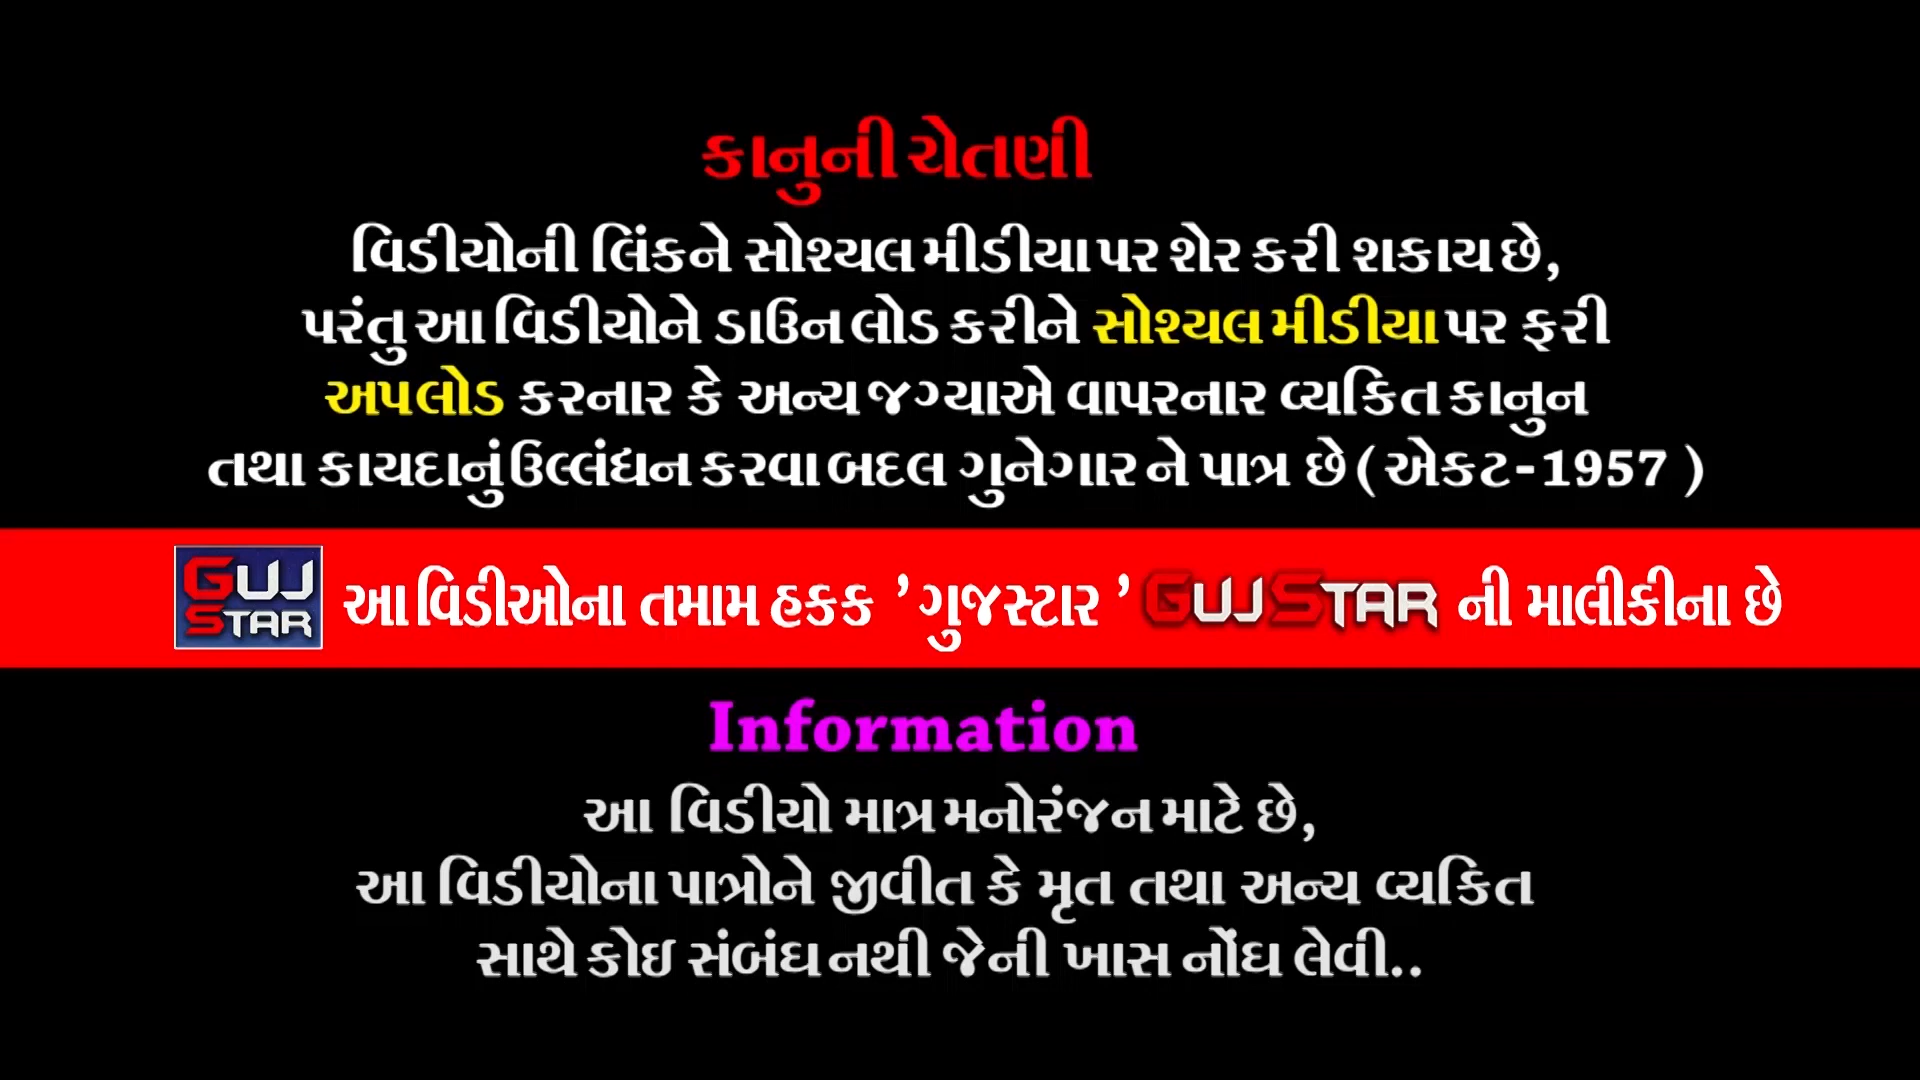 કાનુની ચેતણી
વિડીયોની લિંકને સોશ્યલ મીડીયા પર શેર કરી શકાય છે,
પરંતુ આ વિડીયોને ડાઉન લોડ કરીને સોશ્યલ મીડીયા પર ફરી
અપલોડ કરનાર કે અન્ય જગ્યાએ વાપરનાર વ્યકિત કાનુન
તથા કાયદાનું ઉલ્લંઘન કરવા બદલ ગુનેગાર ને પાત્ર છે ( એકટ-1957 )
GUJ STAR આ વિડીઓના તમામ હકક ’ ગુજસ્ટાર ’ GUJ STAR ની માલીકીના છે
Information
આ વિડીયો માત્ર મનોરંજન માટે છે,
આ વિડીયોના પાત્રોને જીવીત કે મૃત તથા અન્ય વ્યકિત
સાથે કોઇ સંબંઘ નથી જેની ખાસ નોંઘ લેવી..